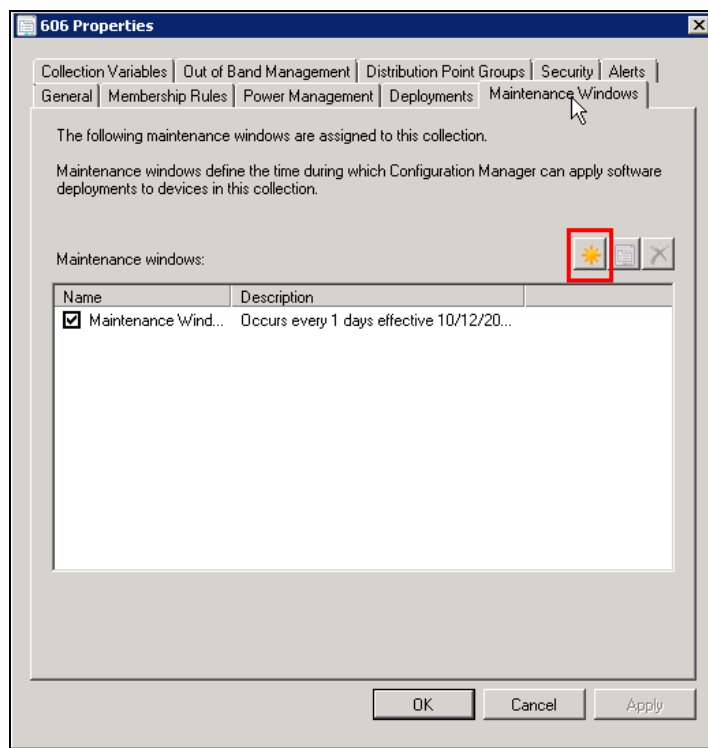 606 Properties
Collection Variables Out of Band Management Distribution Point Groups Security Alerts
General Membership Rules Power Management Deployments Maintenance Windows
The following maintenance windows are assigned to this collection.
Maintenance windows define the time during which Configuration Manager can apply software
deployments to devices in this collection.
Maintenance windows:
Name Description
Maintenance Wind... Occurs every 1 days effective 10/12/20...
OK Cancel Apply